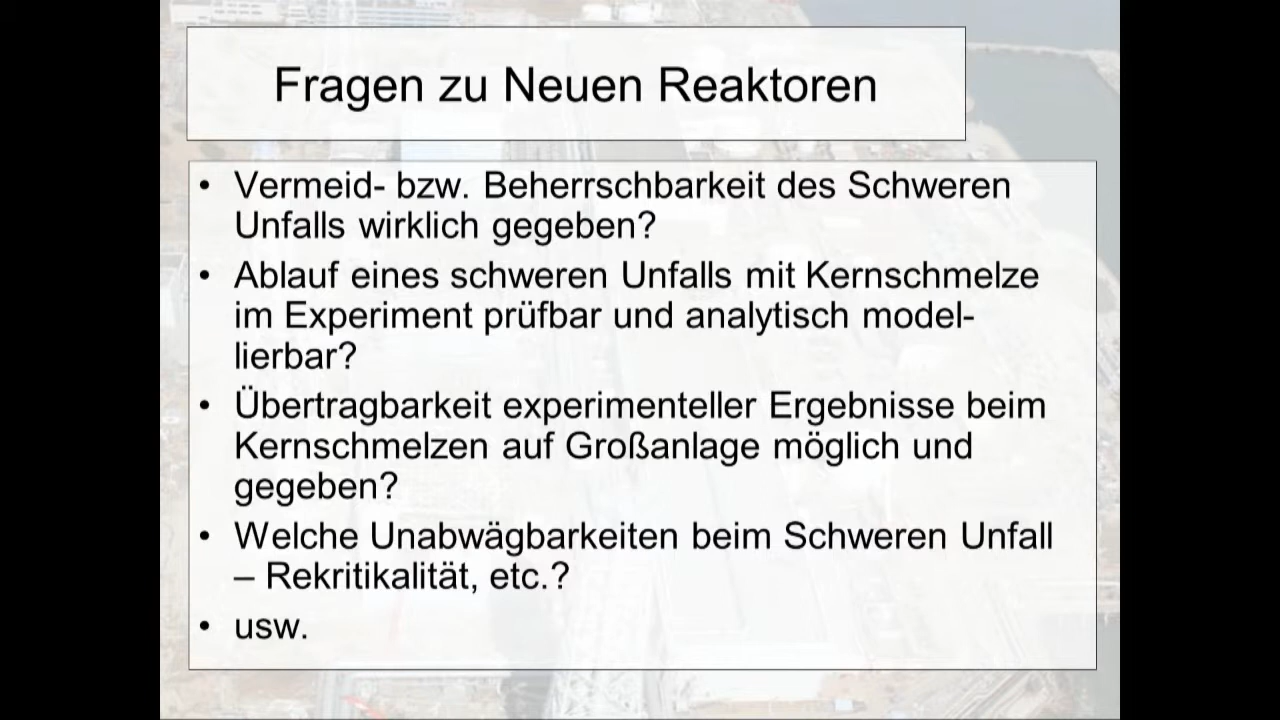 Fragen zu Neuen Reaktoren
• Vermeid- bzw. Beherrschbarkeit des Schweren
Unfalls wirklich gegeben?
• Ablauf eines schweren Unfalls mit Kernschmelze
im Experiment prüfbar und analytisch model-
lierbar?
• Übertragbarkeit experimenteller Ergebnisse beim
Kernschmelzen auf Großanlage möglich und
gegeben?
• Welche Unabwägbarkeiten beim Schweren Unfall
– Rekritikalität, etc.?
• usw.